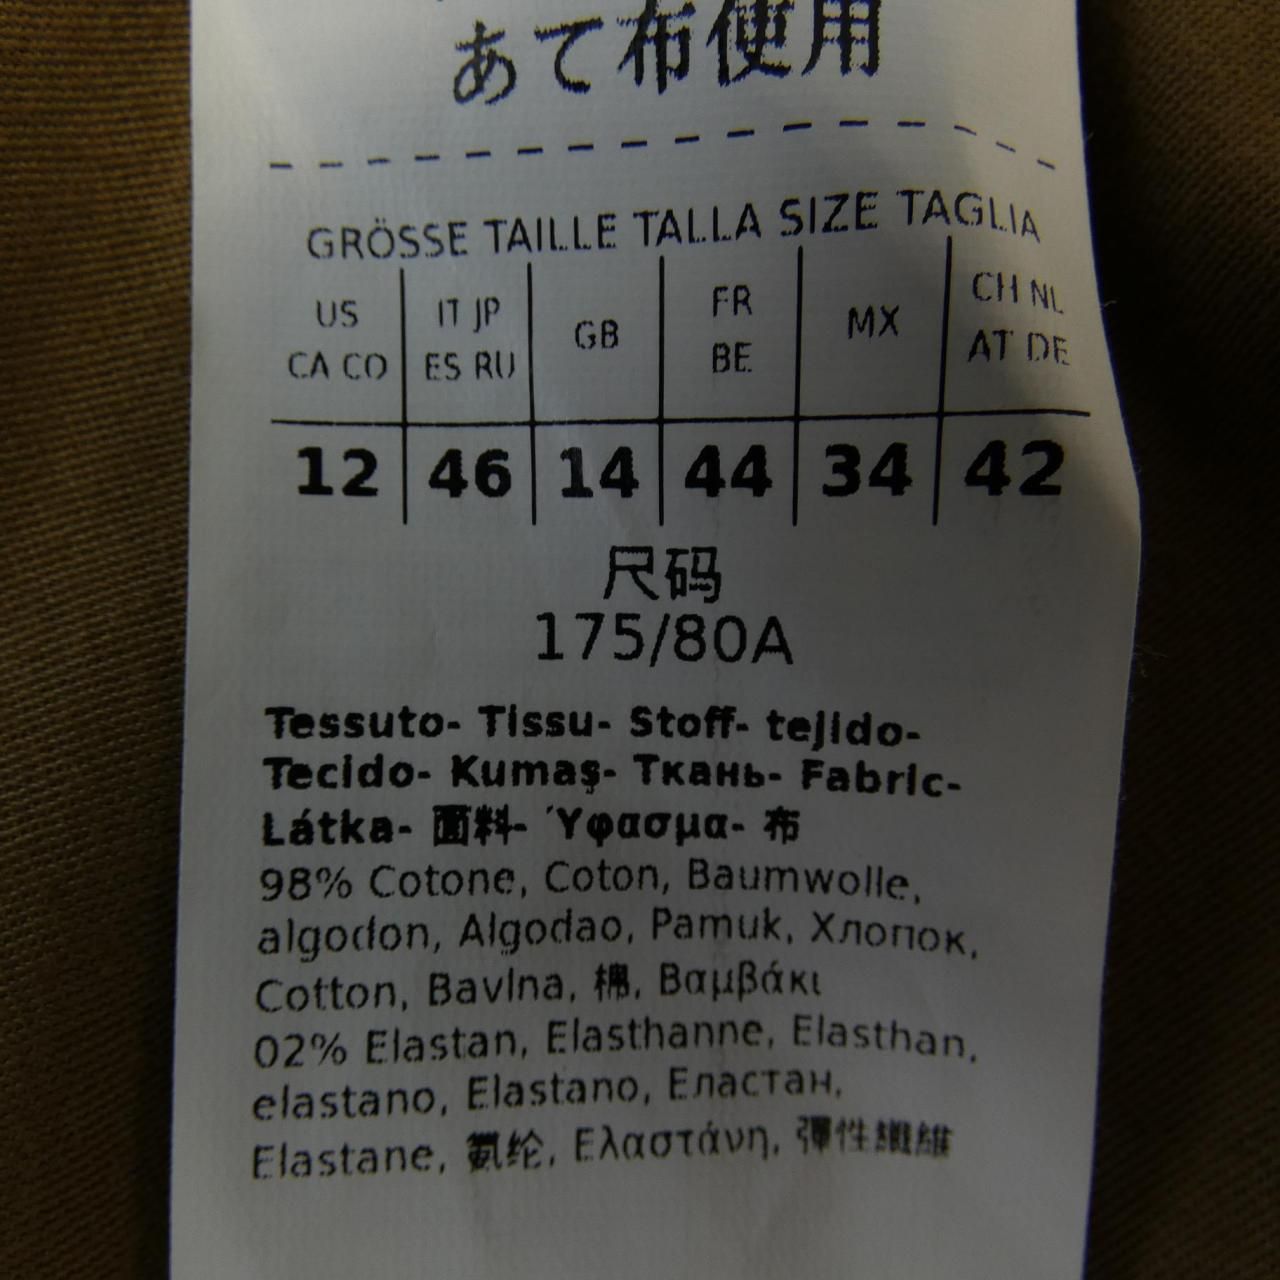 あて布使用
GRÖSSE TAILLE TALLA SIZE TAGLIA
US
CA CO
IT JP
ES RU
GB
FR
BE
MX
CH NL
AT DE
12 46 14 44 34 42
尺码
175/80A
Tessuto- Tissu- Stoff- tejido-
Tecido- Kumaş- Ткань- Fabric-
Látka- 面料- Ύφασμα- 布
98% Cotone, Coton, Baumwolle,
algodon, Algodao, Pamuk, Хлопок,
Cotton, Bavlna, 棉, Βαμβάκι
02% Elastan, Elasthanne, Elasthan,
elastano, Elastano, Еластан,
Elastane, 氨纶, Ελαστάνη, 彈性纖維